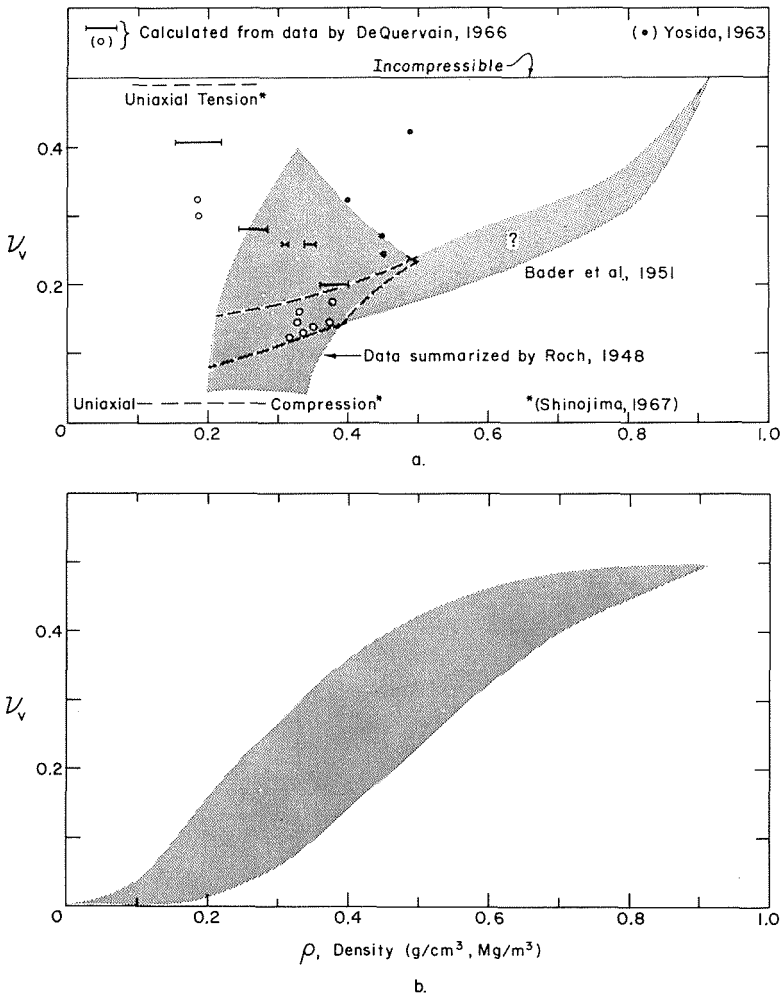 (o) } Calculated from data by DeQuervain, 1966
(•) Yosida, 1963
Incompressible
Uniaxial Tension*
0.4
νv
0.2
?
Bader et al., 1951
Data summarized by Roch, 1948
Uniaxial Compression*
*(Shinojima, 1967)
0
0 0.2 0.4 0.6 0.8 1.0
a.
0.4
νv
0.2
0 0.2 0.4 0.6 0.8 1.0
ρ, Density (g/cm³, Mg/m³)
b.